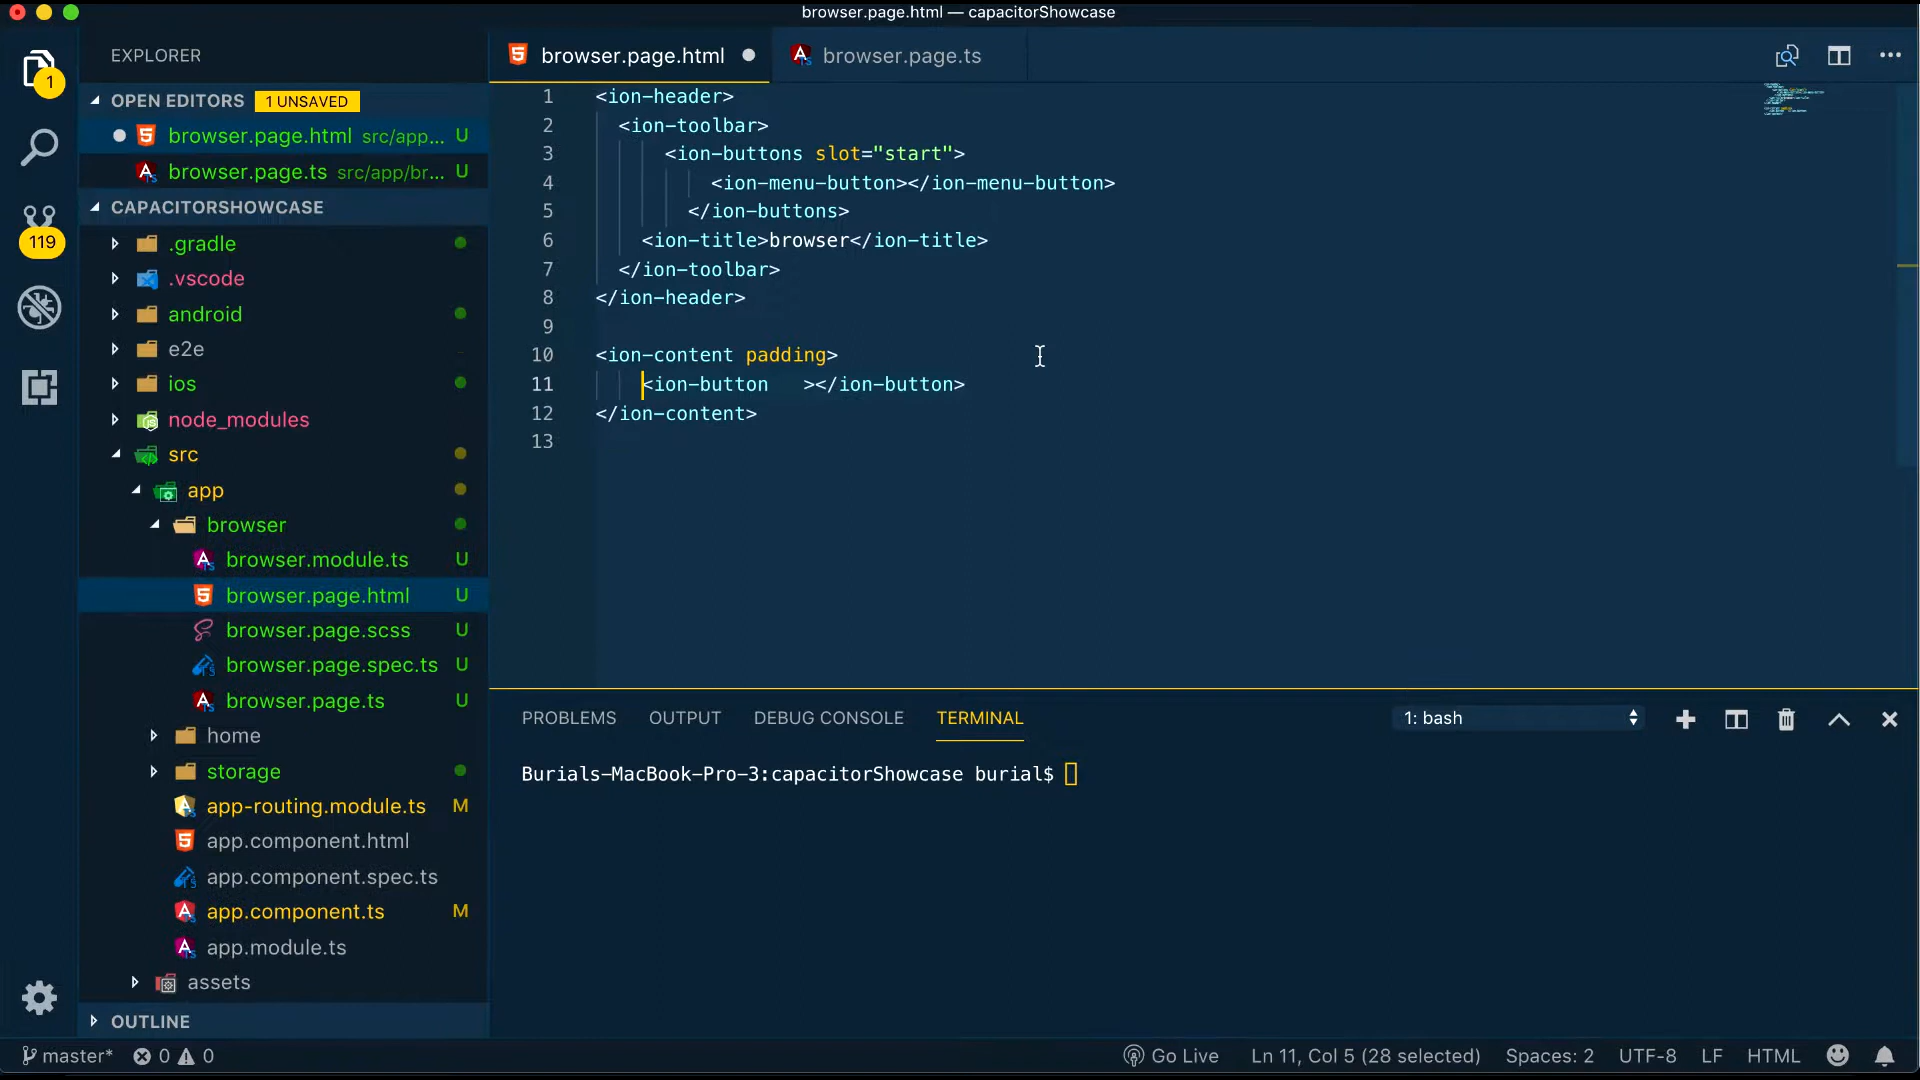 browser.page.html — capacitorShowcase
1
119
EXPLORER
OPEN EDITORS 1 UNSAVED
browser.page.html src/app... U
browser.page.ts src/app/br... U
CAPACITORSHOWCASE
.gradle
.vscode
android
e2e
ios
node_modules
src
app
browser
browser.module.ts U
browser.page.html U
browser.page.scss U
browser.page.spec.ts U
browser.page.ts U
home
storage
app-routing.module.ts M
app.component.html
app.component.spec.ts
app.component.ts M
app.module.ts
assets
OUTLINE
browser.page.html browser.page.ts
1 <ion-header>
2 <ion-toolbar>
3 <ion-buttons slot="start">
4 <ion-menu-button></ion-menu-button>
5 </ion-buttons>
6 <ion-title>browser</ion-title>
7 </ion-toolbar>
8 </ion-header>
9
10 <ion-content padding>
11 <ion-button   ></ion-button>
12 </ion-content>
13
PROBLEMS OUTPUT DEBUG CONSOLE TERMINAL 1: bash
Burials-MacBook-Pro-3:capacitorShowcase burial$
master* 0 0 Go Live Ln 11, Col 5 (28 selected) Spaces: 2 UTF-8 LF HTML